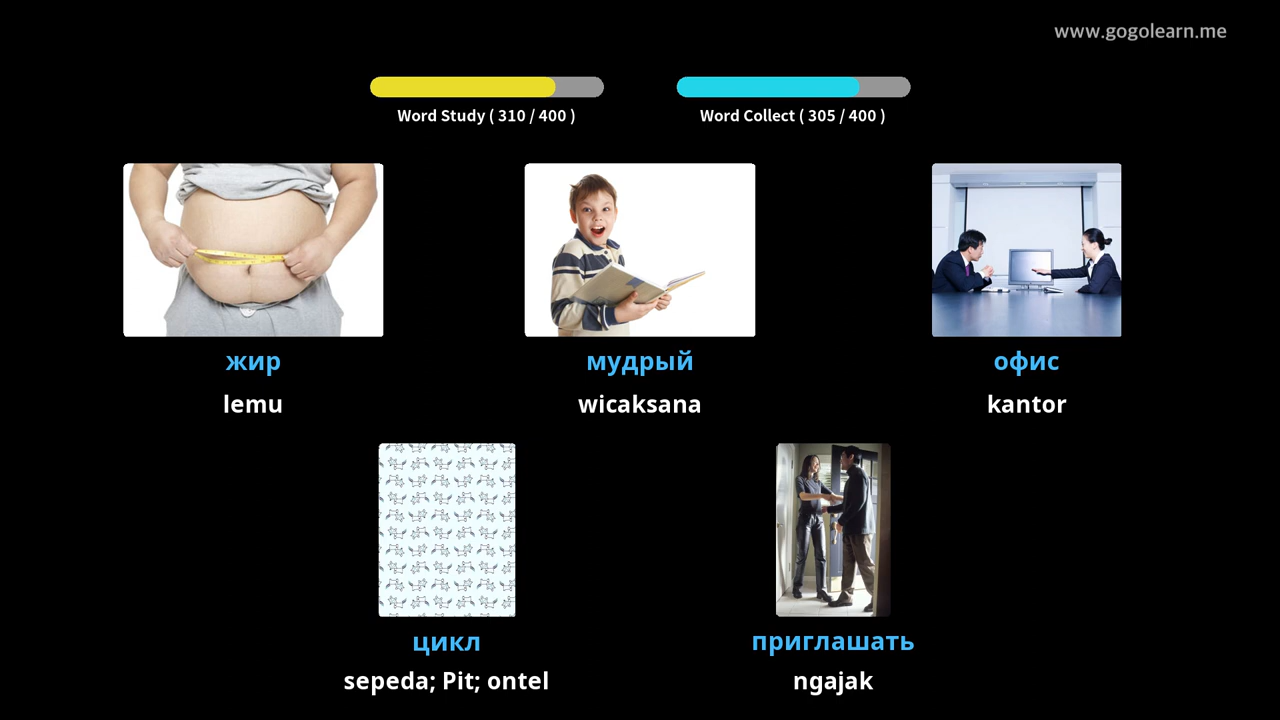 www.gogolearn.me
Word Study ( 310 / 400 )
Word Collect ( 305 / 400 )
жир
мудрый
офис
lemu
wicaksana
kantor
цикл
приглашать
sepeda; Pit; ontel
ngajak